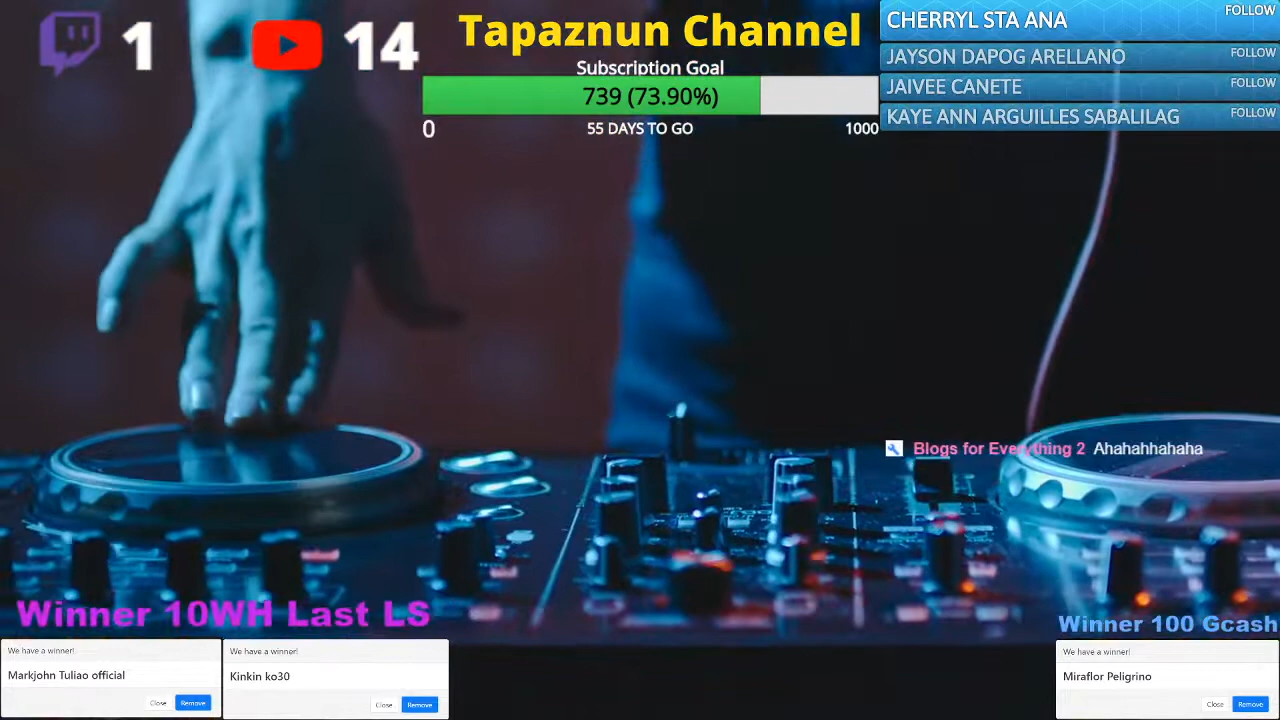 1
14
Tapaznun Channel
Subscription Goal
739 (73.90%)
0
55 DAYS TO GO
1000
CHERRYL STA ANA FOLLOW
JAYSON DAPOG ARELLANO FOLLOW
JAIVEE CANETE FOLLOW
KAYE ANN ARGUILLES SABALILAG FOLLOW
Blogs for Everything 2 Ahahahhahaha
Winner 10WH Last LS
We have a winner!
Markjohn Tuliao official
Close Remove
We have a winner!
Kinkin ko30
Close Remove
Winner 100 Gcash
We have a winner!
Miraflor Peligrino
Close Remove